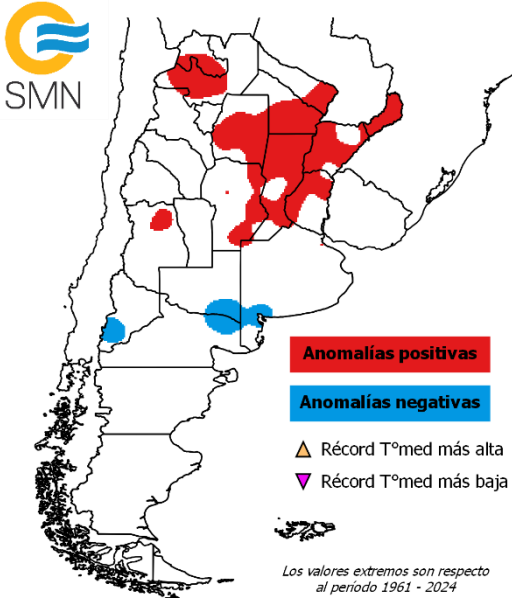 SMN
Anomalías positivas
Anomalías negativas
Récord T°med más alta
Récord T°med más baja
Los valores extremos son respecto
al período 1961 - 2024